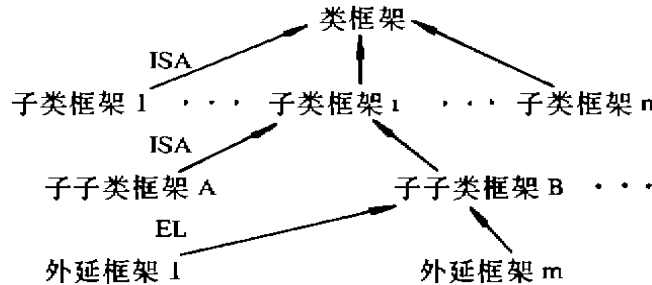 类框架
ISA
子类框架 1 · · · 子类框架 i · · · 子类框架 n
ISA
子子类框架 A 子子类框架 B · · ·
EL
外延框架 1 外延框架 m